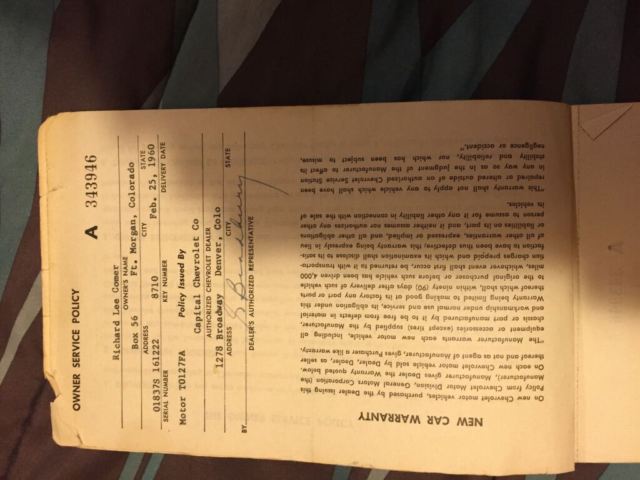 OWNER SERVICE POLICY
A 343946
Richard Lee Comer
OWNER'S NAME
Box 56 Ft. Morgan, Colorado
ADDRESS CITY STATE
01837S 161222 8710 Feb. 25, 1960
SERIAL NUMBER KEY NUMBER DELIVERY DATE
Motor T0127FA Policy Issued By
Capital Chevrolet Co
AUTHORIZED CHEVROLET DEALER
1278 Broadway Denver, Colo
ADDRESS CITY STATE
BY
DEALER'S AUTHORIZED REPRESENTATIVE
NEW CAR WARRANTY
On new Chevrolet motor vehicles, purchased by the Dealer issuing this
Policy from Chevrolet Motor Division, General Motors Corporation (the
Manufacturer), Manufacturer gives Dealer the Warranty quoted below.
On each new Chevrolet motor vehicle sold by Dealer, Dealer, as seller
thereof and not as agent of Manufacturer, gives Purchaser a like warranty.
"The Manufacturer warrants each new motor vehicle, including all
equipment or accessories (except tires) supplied by the Manufacturer,
chassis or part manufactured by it to be free from defects in material
and workmanship under normal use and service, its obligation under this
Warranty being limited to making good at its factory any part or parts
thereof which shall, within ninety (90) days after delivery of such vehicle
to the original purchaser or before such vehicle has been driven 4,000
miles, whichever event shall first occur, be returned to it with transporta-
tion charges prepaid and which its examination shall disclose to its satis-
faction to have been thus defective; this warranty being expressly in lieu
of all other warranties, expressed or implied, and all other obligations
or liabilities on its part, and it neither assumes nor authorizes any other
person to assume for it any other liability in connection with the sale of
its vehicles.
"This warranty shall not apply to any vehicle which shall have been
repaired or altered outside of an authorized Chevrolet Service Station
in any way so as in the judgment of the Manufacturer to affect its
stability and reliability, nor which has been subject to misuse,
negligence or accident."